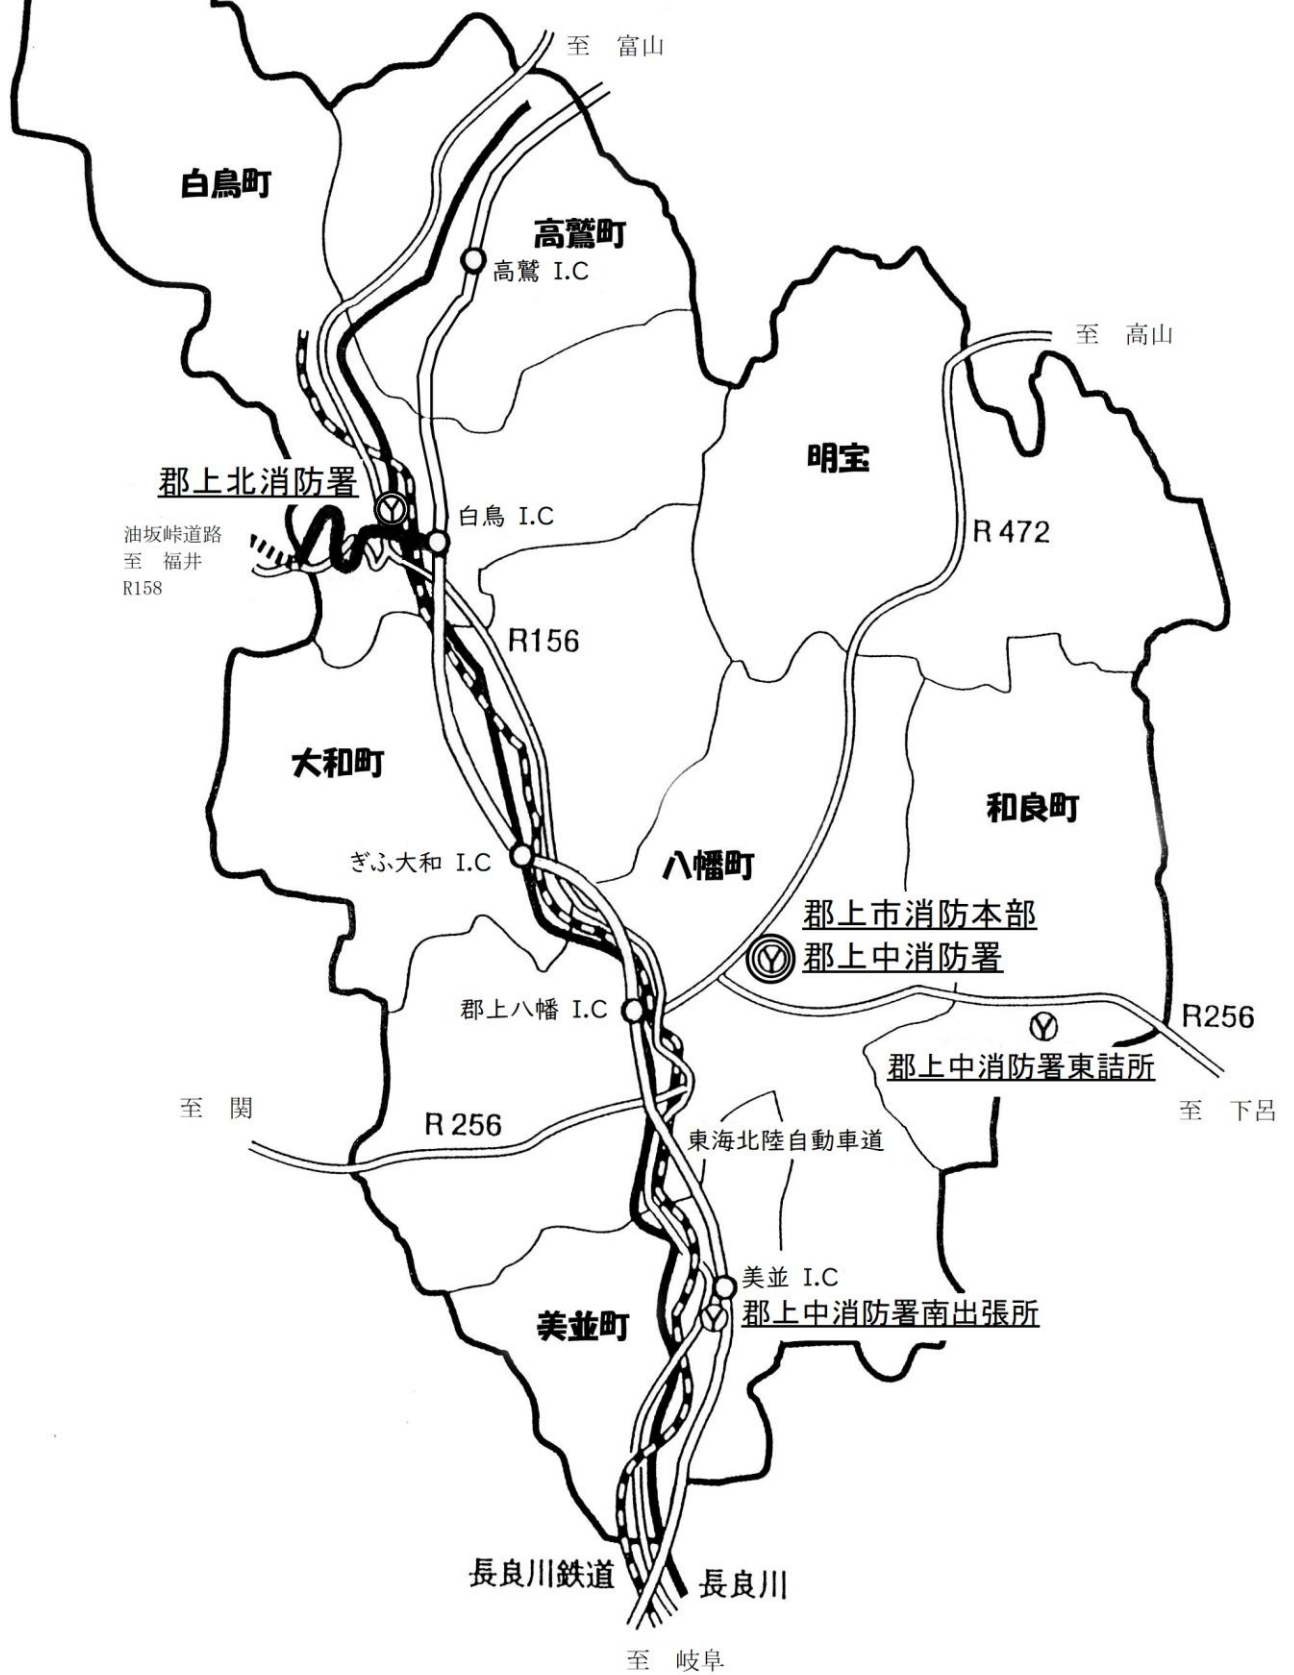 至 富山
白鳥町
高鷲町
高鷲 I.C
至 高山
明宝
郡上北消防署
白鳥 I.C
油坂峠道路
至 福井
R158
R 472
R156
大和町
和良町
ぎふ大和 I.C
八幡町
郡上市消防本部
郡上中消防署
郡上八幡 I.C
R256
郡上中消防署東詰所
至 関
R 256
至 下呂
東海北陸自動車道
美並 I.C
郡上中消防署南出張所
美並町
長良川鉄道
長良川
至 岐阜